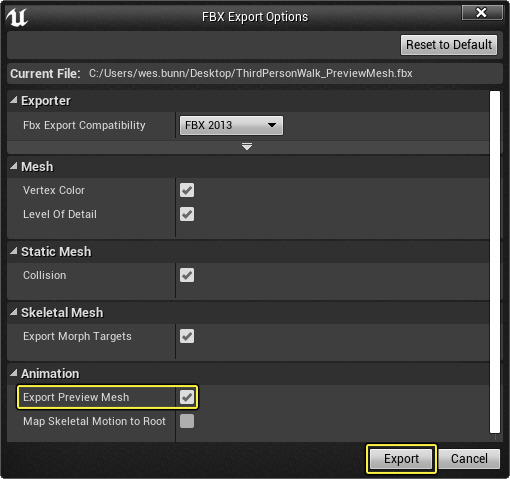 FBX Export Options
Reset to Default
Current File: C:/Users/wes.bunn/Desktop/ThirdPersonWalk_PreviewMesh.fbx
Exporter
Fbx Export Compatibility FBX 2013
Mesh
Vertex Color
Level Of Detail
Static Mesh
Collision
Skeletal Mesh
Export Morph Targets
Animation
Export Preview Mesh
Map Skeletal Motion to Root
Export Cancel